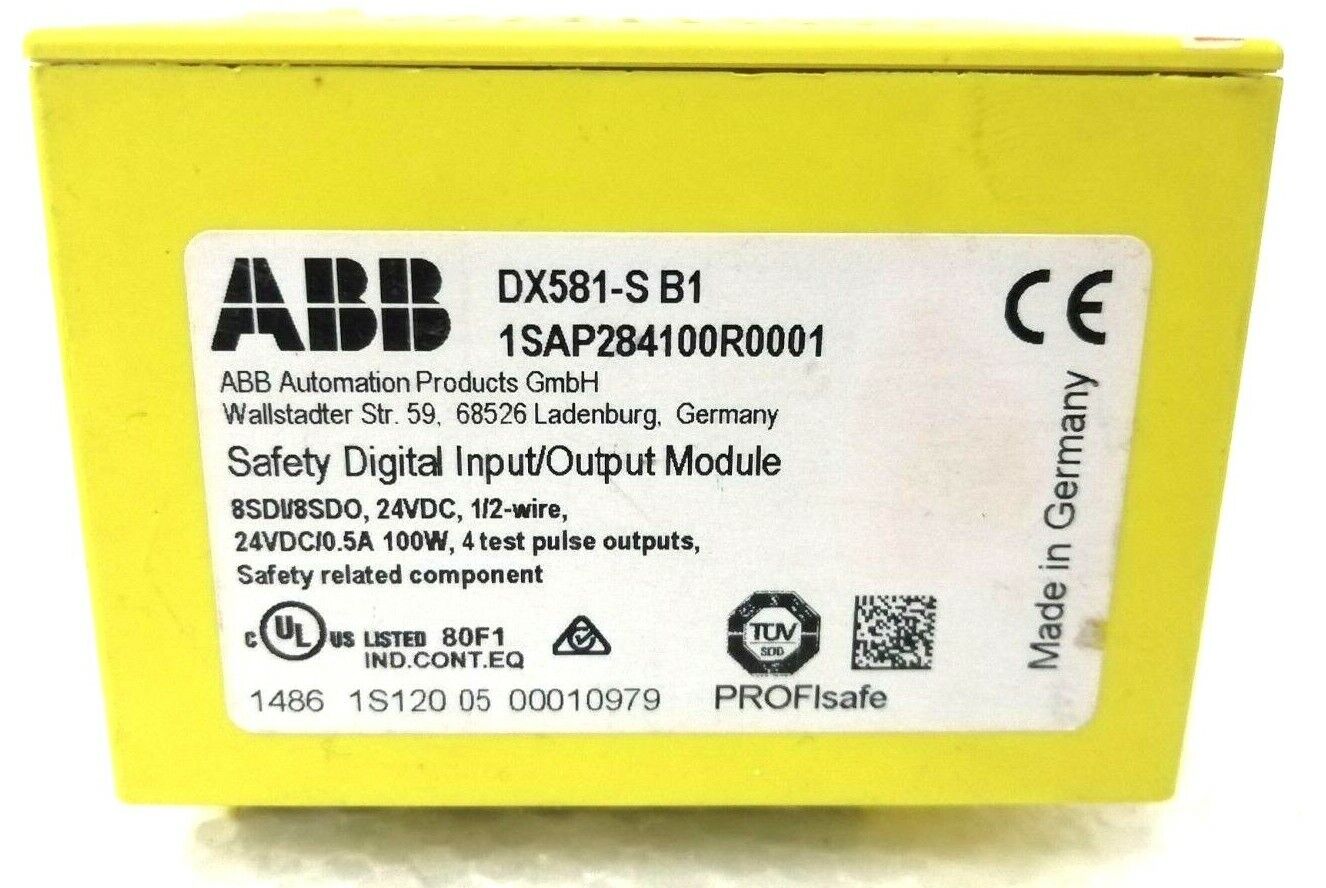 ABB
DX581-S B1
1SAP284100R0001
CE
ABB Automation Products GmbH
Wallstadter Str. 59, 68526 Ladenburg, Germany
Safety Digital Input/Output Module
8SDI/8SDO, 24VDC, 1/2-wire,
24VDC/0.5A 100W, 4 test pulse outputs,
Safety related component
C UL US LISTED 80F1
IND.CONT.EQ
TÜV
SÜD
1486 1S120 05 00010979
PROFIsafe
Made in Germany